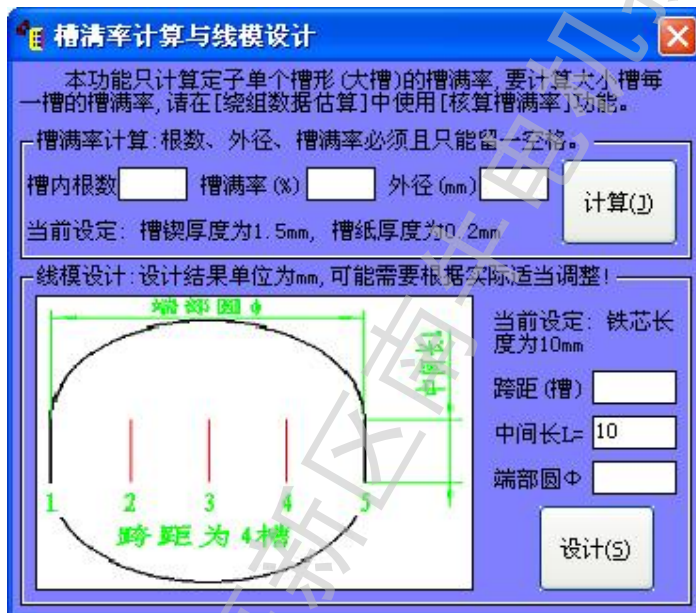 槽清率计算与线模设计
本功能只计算定子单个槽形(大槽)的槽满率,要计算大小槽每
一槽的槽满率,请在[绕组数据估算]中使用[核算槽满率]功能。
槽满率计算:根数、外径、槽满率必须且只能留一空格。
槽内根数 槽满率(%) 外径(mm)
计算(J)
当前设定: 槽锲厚度为1.5mm, 槽纸厚度为0.2mm
线模设计:设计结果单位为mm,可能需要根据实际适当调整!
端部圆φ
中间长L
1 2 3 4 5
跨距为4槽
当前设定: 铁芯长
度为10mm
跨距(槽)
中间长L= 10
端部圆Φ
设计(S)